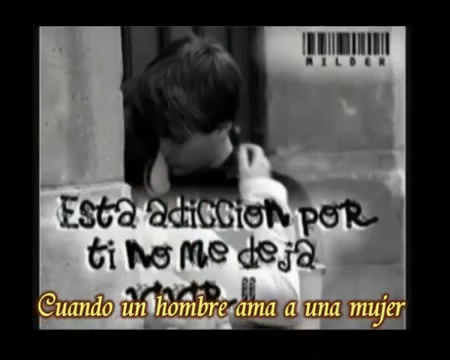 MILDER
Esta adiccion por
ti no me deja
Cuando un hombre ama a una mujer